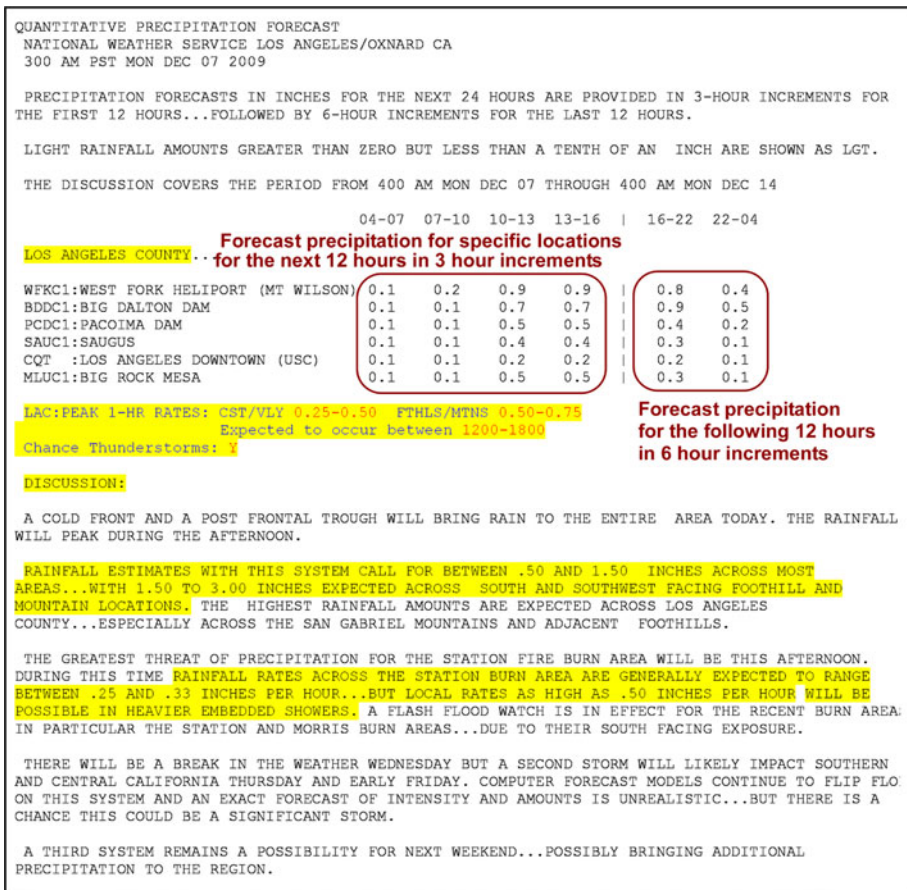 QUANTITATIVE PRECIPITATION FORECAST
NATIONAL WEATHER SERVICE LOS ANGELES/OXNARD CA
300 AM PST MON DEC 07 2009
PRECIPITATION FORECASTS IN INCHES FOR THE NEXT 24 HOURS ARE PROVIDED IN 3-HOUR INCREMENTS FOR
THE FIRST 12 HOURS...FOLLOWED BY 6-HOUR INCREMENTS FOR THE LAST 12 HOURS.
LIGHT RAINFALL AMOUNTS GREATER THAN ZERO BUT LESS THAN A TENTH OF AN INCH ARE SHOWN AS LGT.
THE DISCUSSION COVERS THE PERIOD FROM 400 AM MON DEC 07 THROUGH 400 AM MON DEC 14
04-07 07-10 10-13 13-16 | 16-22 22-04
Forecast precipitation for specific locations
for the next 12 hours in 3 hour increments
LOS ANGELES COUNTY...
WFKC1:WEST FORK HELIPORT (MT WILSON) 0.1 0.2 0.9 0.9 | 0.8 0.4
BDDC1:BIG DALTON DAM 0.1 0.1 0.7 0.7 | 0.9 0.5
PCDC1:PACOIMA DAM 0.1 0.1 0.5 0.5 | 0.4 0.2
SAUC1:SAUGUS 0.1 0.1 0.4 0.4 | 0.3 0.1
CQT :LOS ANGELES DOWNTOWN (USC) 0.1 0.1 0.2 0.2 | 0.2 0.1
MLUC1:BIG ROCK MESA 0.1 0.1 0.5 0.5 | 0.3 0.1
LAC:PEAK 1-HR RATES: CST/VLY 0.25-0.50 FTHLS/MTNS 0.50-0.75
Expected to occur between 1200-1800
Chance Thunderstorms: Y
Forecast precipitation
for the following 12 hours
in 6 hour increments
DISCUSSION:
A COLD FRONT AND A POST FRONTAL TROUGH WILL BRING RAIN TO THE ENTIRE AREA TODAY. THE RAINFALL
WILL PEAK DURING THE AFTERNOON.
RAINFALL ESTIMATES WITH THIS SYSTEM CALL FOR BETWEEN .50 AND 1.50 INCHES ACROSS MOST
AREAS...WITH 1.50 TO 3.00 INCHES EXPECTED ACROSS SOUTH AND SOUTHWEST FACING FOOTHILL AND
MOUNTAIN LOCATIONS. THE HIGHEST RAINFALL AMOUNTS ARE EXPECTED ACROSS LOS ANGELES
COUNTY...ESPECIALLY ACROSS THE SAN GABRIEL MOUNTAINS AND ADJACENT FOOTHILLS.
THE GREATEST THREAT OF PRECIPITATION FOR THE STATION FIRE BURN AREA WILL BE THIS AFTERNOON.
DURING THIS TIME RAINFALL RATES ACROSS THE STATION BURN AREA ARE GENERALLY EXPECTED TO RANGE
BETWEEN .25 AND .33 INCHES PER HOUR...BUT LOCAL RATES AS HIGH AS .50 INCHES PER HOUR WILL BE
POSSIBLE IN HEAVIER EMBEDDED SHOWERS. A FLASH FLOOD WATCH IS IN EFFECT FOR THE RECENT BURN AREA
IN PARTICULAR THE STATION AND MORRIS BURN AREAS...DUE TO THEIR SOUTH FACING EXPOSURE.
THERE WILL BE A BREAK IN THE WEATHER WEDNESDAY BUT A SECOND STORM WILL LIKELY IMPACT SOUTHERN
AND CENTRAL CALIFORNIA THURSDAY AND EARLY FRIDAY. COMPUTER FORECAST MODELS CONTINUE TO FLIP FLO
ON THIS SYSTEM AND AN EXACT FORECAST OF INTENSITY AND AMOUNTS IS UNREALISTIC...BUT THERE IS A
CHANCE THIS COULD BE A SIGNIFICANT STORM.
A THIRD SYSTEM REMAINS A POSSIBILITY FOR NEXT WEEKEND...POSSIBLY BRINGING ADDITIONAL
PRECIPITATION TO THE REGION.